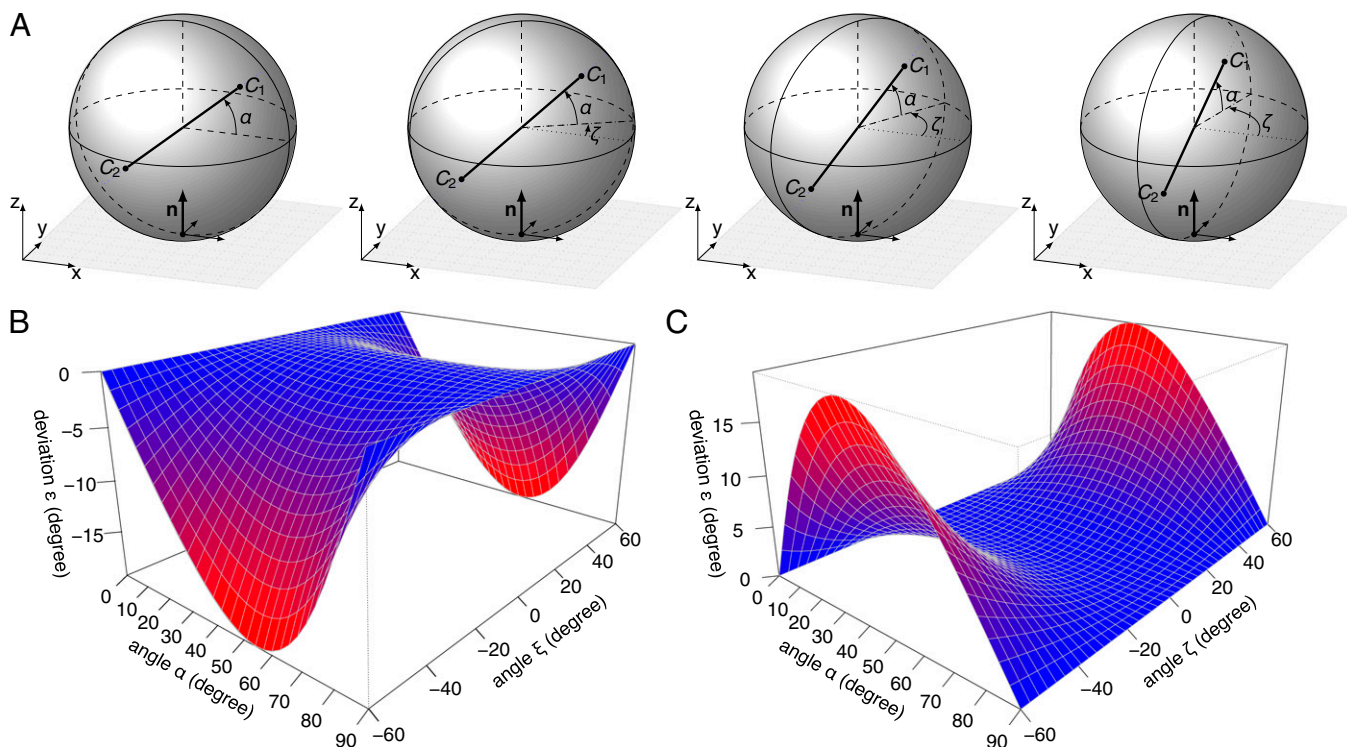 A
C1
α
C2
n
z
y
x
C1
α
ζ
C2
n
z
y
x
C1
α
ζ
C2
n
z
y
x
C1
α
ζ
C2
n
z
y
x
B
0
−5
−10
−15
deviation ε (degree)
0
10
20
30
40
50
60
70
80
90
angle α (degree)
−60
−40
−20
0
20
40
60
angle ξ (degree)
C
15
10
5
0
deviation ε (degree)
0
10
20
30
40
50
60
70
80
90
angle α (degree)
−60
−40
−20
0
20
40
60
angle ζ (degree)